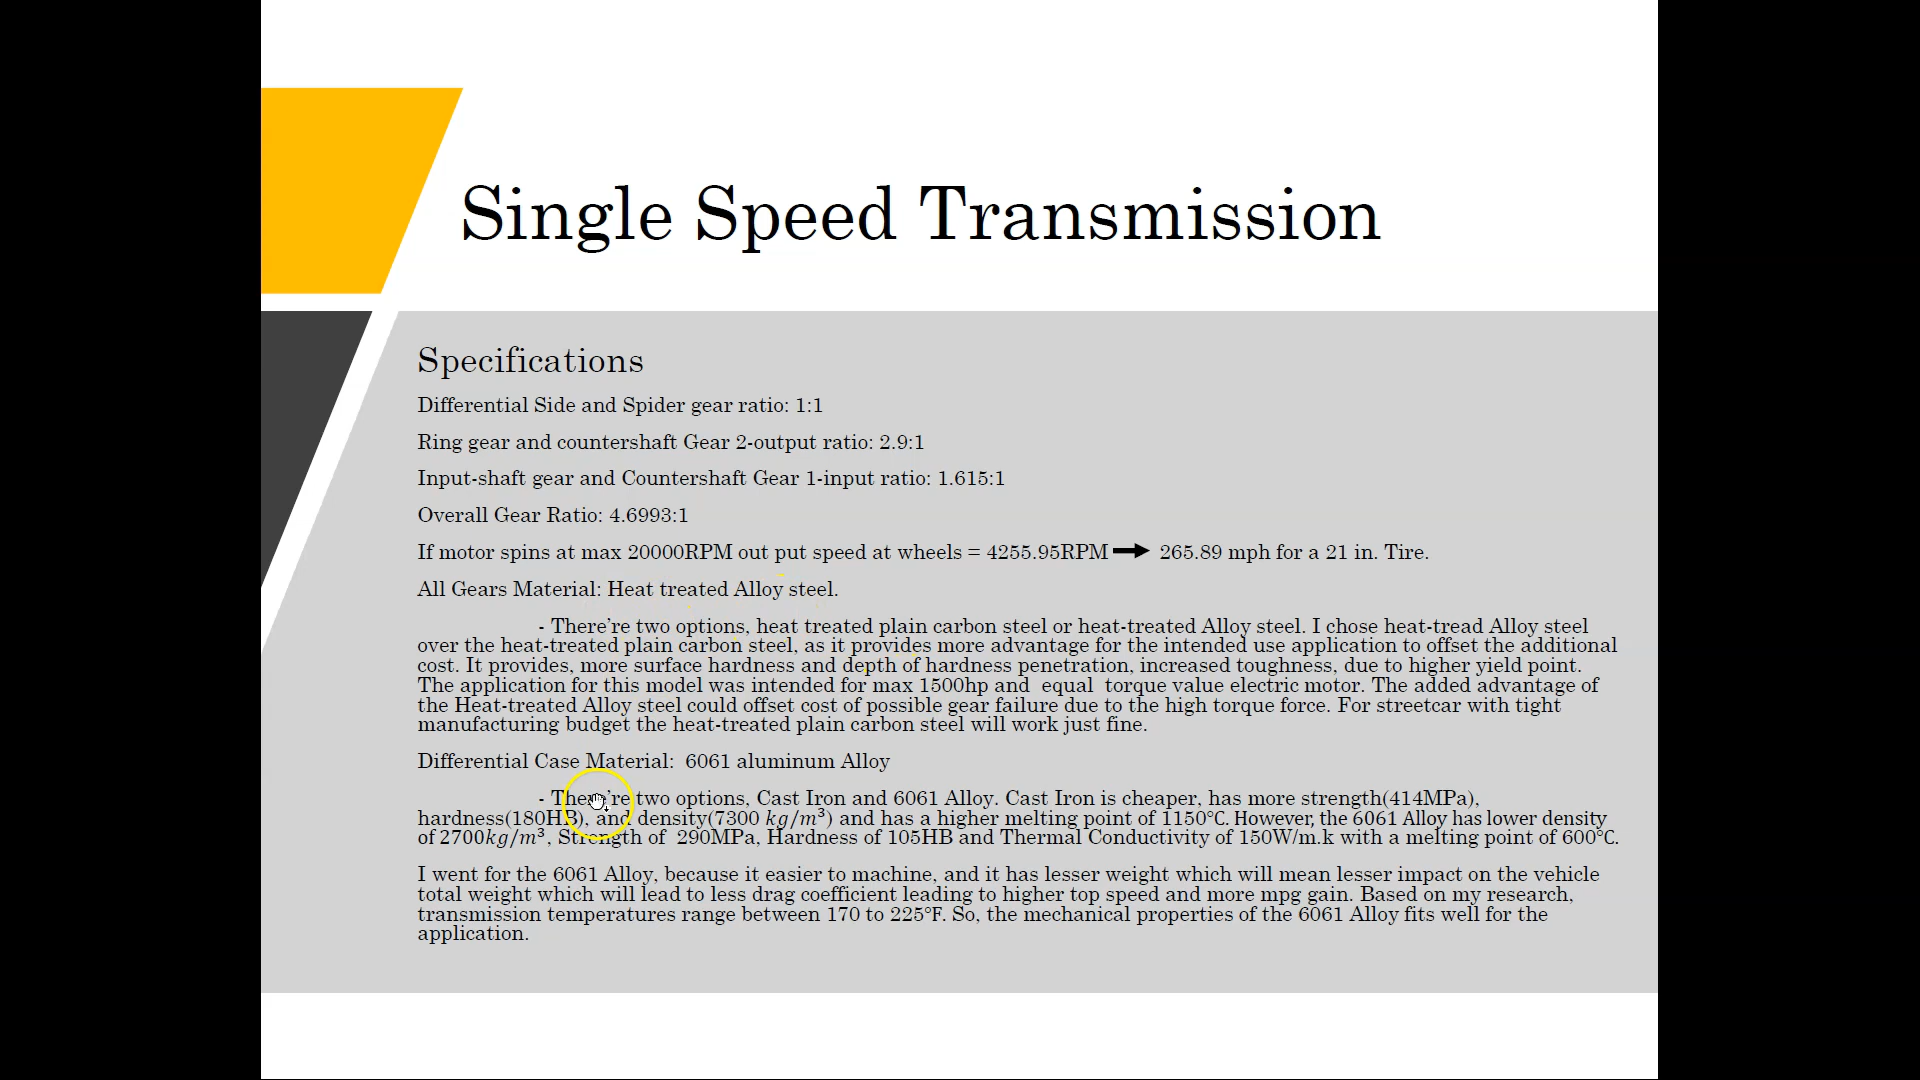 Single Speed Transmission
Specifications
Differential Side and Spider gear ratio: 1:1
Ring gear and countershaft Gear 2-output ratio: 2.9:1
Input-shaft gear and Countershaft Gear 1-input ratio: 1.615:1
Overall Gear Ratio: 4.6993:1
If motor spins at max 20000RPM out put speed at wheels = 4255.95RPM → 265.89 mph for a 21 in. Tire.
All Gears Material: Heat treated Alloy steel.
- There're two options, heat treated plain carbon steel or heat-treated Alloy steel. I chose heat-tread Alloy steel
over the heat-treated plain carbon steel, as it provides more advantage for the intended use application to offset the additional
cost. It provides, more surface hardness and depth of hardness penetration, increased toughness, due to higher yield point.
The application for this model was intended for max 1500hp and equal torque value electric motor. The added advantage of
the Heat-treated Alloy steel could offset cost of possible gear failure due to the high torque force. For streetcar with tight
manufacturing budget the heat-treated plain carbon steel will work just fine.
Differential Case Material: 6061 aluminum Alloy
- There're two options, Cast Iron and 6061 Alloy. Cast Iron is cheaper, has more strength(414MPa),
hardness(180HB), and density(7300 kg/m³) and has a higher melting point of 1150°C. However, the 6061 Alloy has lower density
of 2700kg/m³, Strength of 290MPa, Hardness of 105HB and Thermal Conductivity of 150W/m.k with a melting point of 600°C.
I went for the 6061 Alloy, because it easier to machine, and it has lesser weight which will mean lesser impact on the vehicle
total weight which will lead to less drag coefficient leading to higher top speed and more mpg gain. Based on my research,
transmission temperatures range between 170 to 225°F. So, the mechanical properties of the 6061 Alloy fits well for the
application.